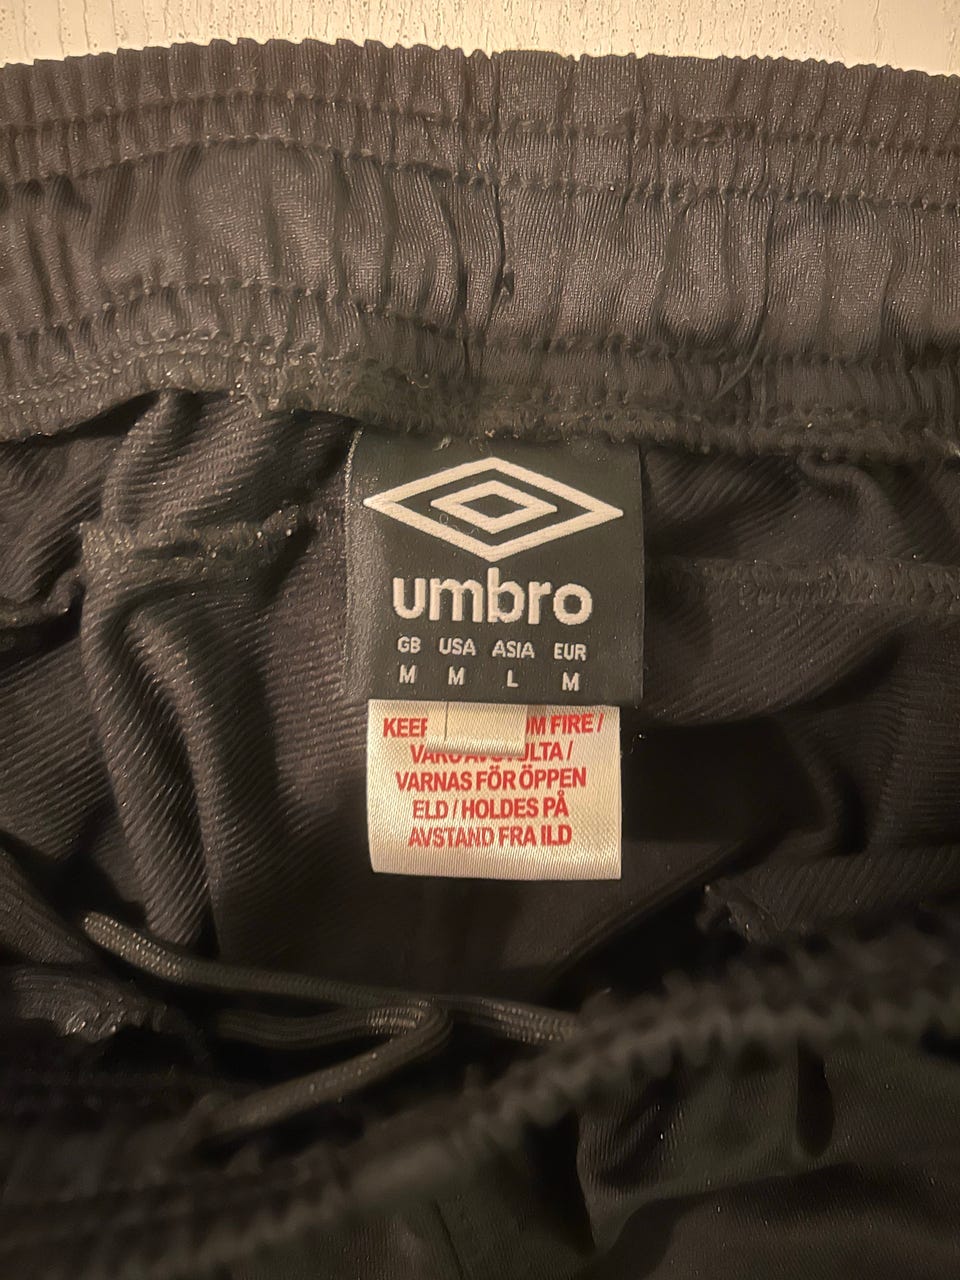 umbro
GB USA ASIA EUR
M M L M
FIRE /
VARNAS FÖR ÖPPEN
ELD / HOLDES PÅ
AVSTAND FRA ILD